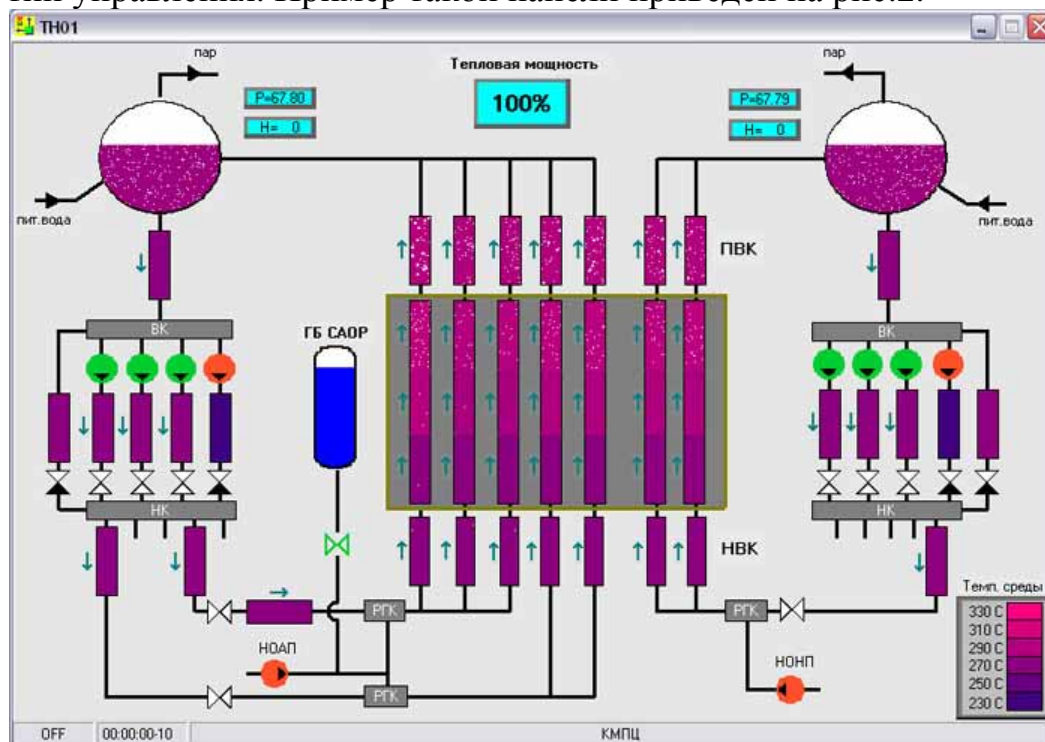 ний управления. Пример такой панели приведен на рис.2.
TH01
пар
Тепловая мощность
пар
P=67.80
100%
P=67.79
H= 0
H= 0
пит.вода
пит.вода
ПВК
ВК
ГБ САОР
ВК
НК
НК
НВК
РГК
РГК
НОАП
НОНП
РГК
Темп. среды
330 C
310 C
290 C
270 C
250 C
230 C
OFF
00:00:00-10
КМПЦ